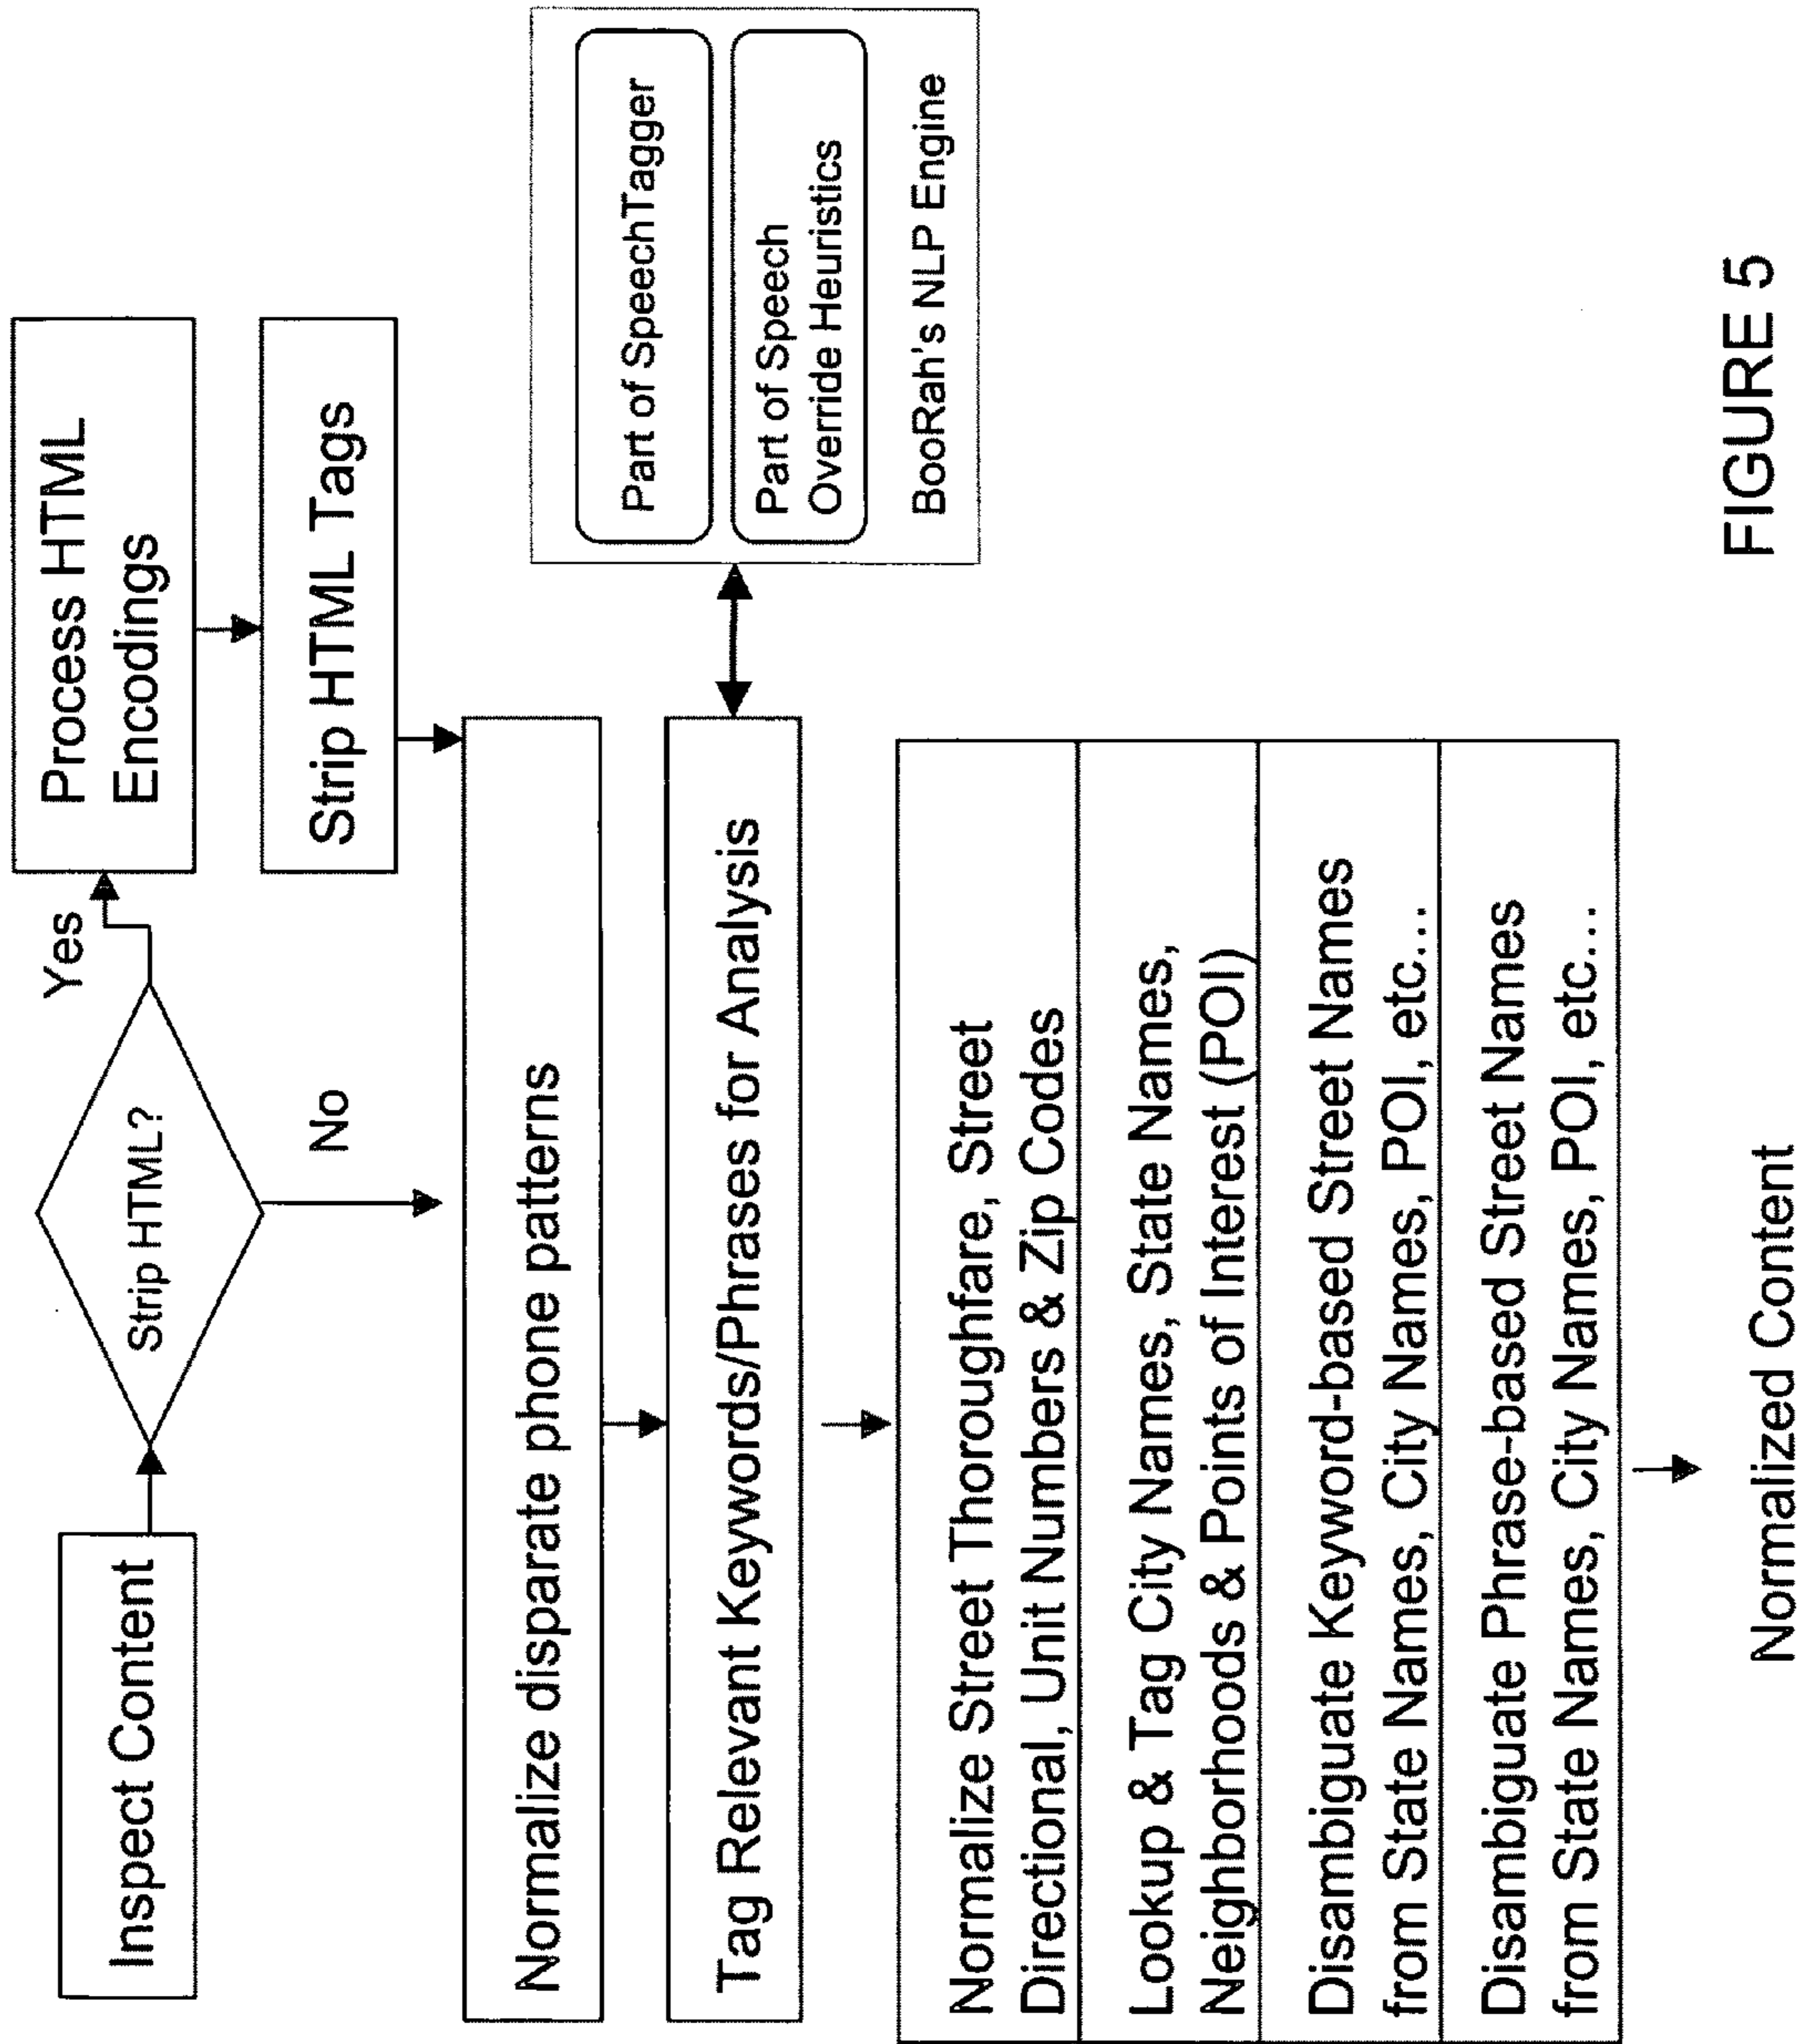 Inspect Content
Strip HTML?
Yes
No
Process HTML
Encodings
Strip HTML Tags
Normalize disparate phone patterns
Tag Relevant Keywords/Phrases for Analysis
Part of SpeechTagger
Part of Speech
Override Heuristics
BooRah's NLP Engine
Normalize Street Thoroughfare, Street
Directional, Unit Numbers & Zip Codes
Lookup & Tag City Names, State Names,
Neighborhoods & Points of Interest (POI)
Disambiguate Keyword-based Street Names
from State Names, City Names, POI, etc...
Disambiguate Phrase-based Street Names
from State Names, City Names, POI, etc...
Normalized Content
FIGURE 5